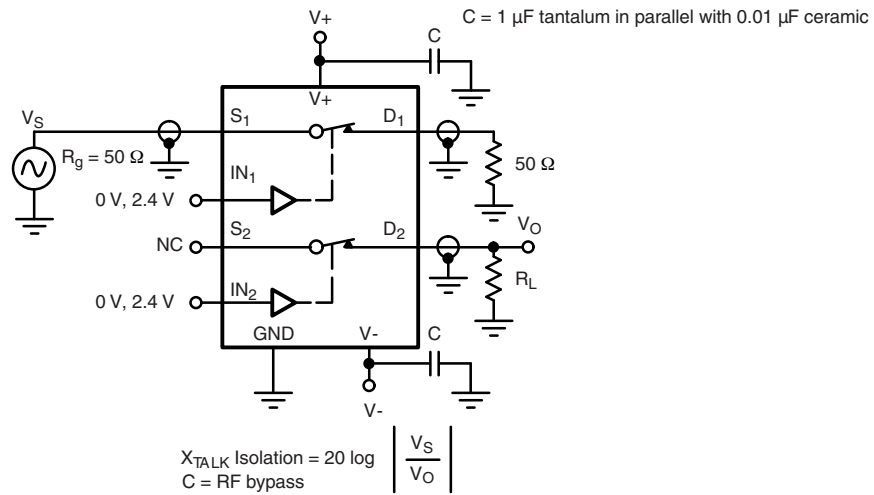 C = 1 µF tantalum in parallel with 0.01 µF ceramic
V+
C
V+
VS
S1
D1
Rg = 50 Ω
50 Ω
IN1
0 V, 2.4 V
S2
D2
VO
NC
RL
IN2
0 V, 2.4 V
GND
V-
C
V-
XTALK Isolation = 20 log | VS / VO |
C = RF bypass